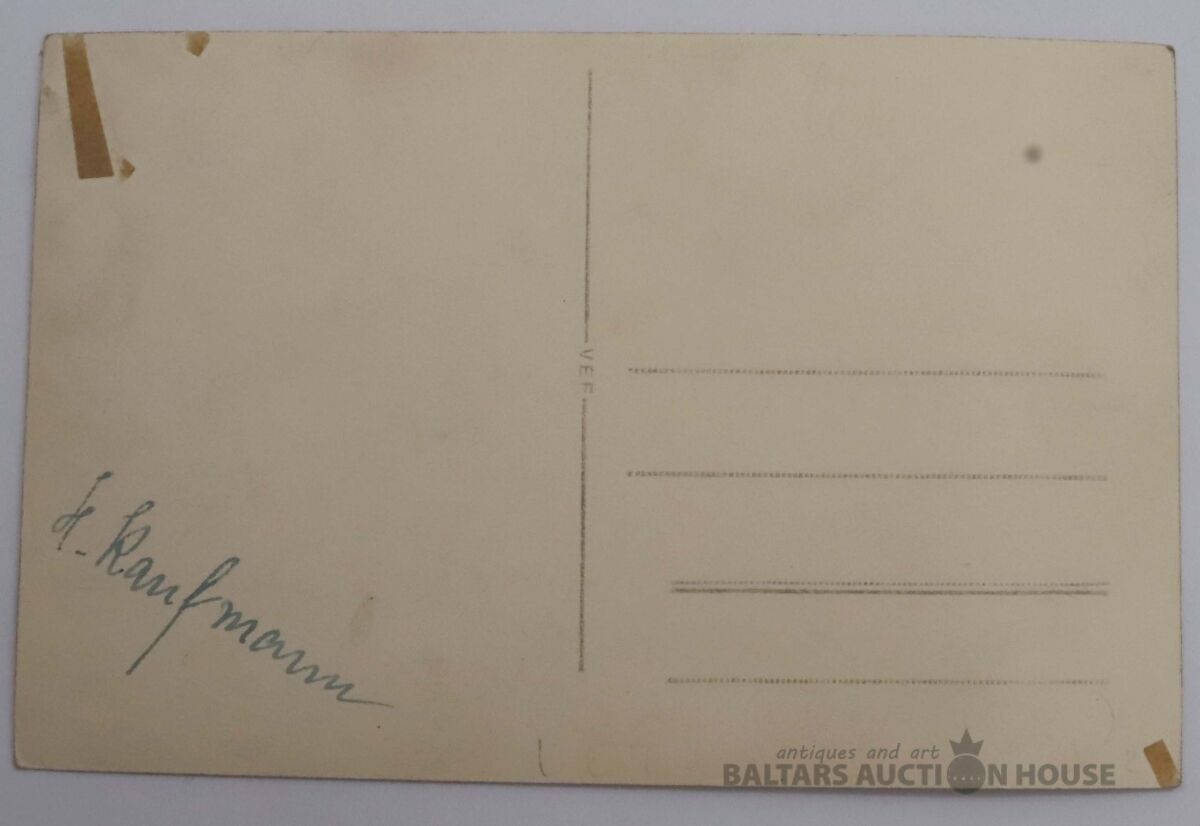 VEF
H. Kaufmann
antiques and art
BALTARS AUCTION HOUSE